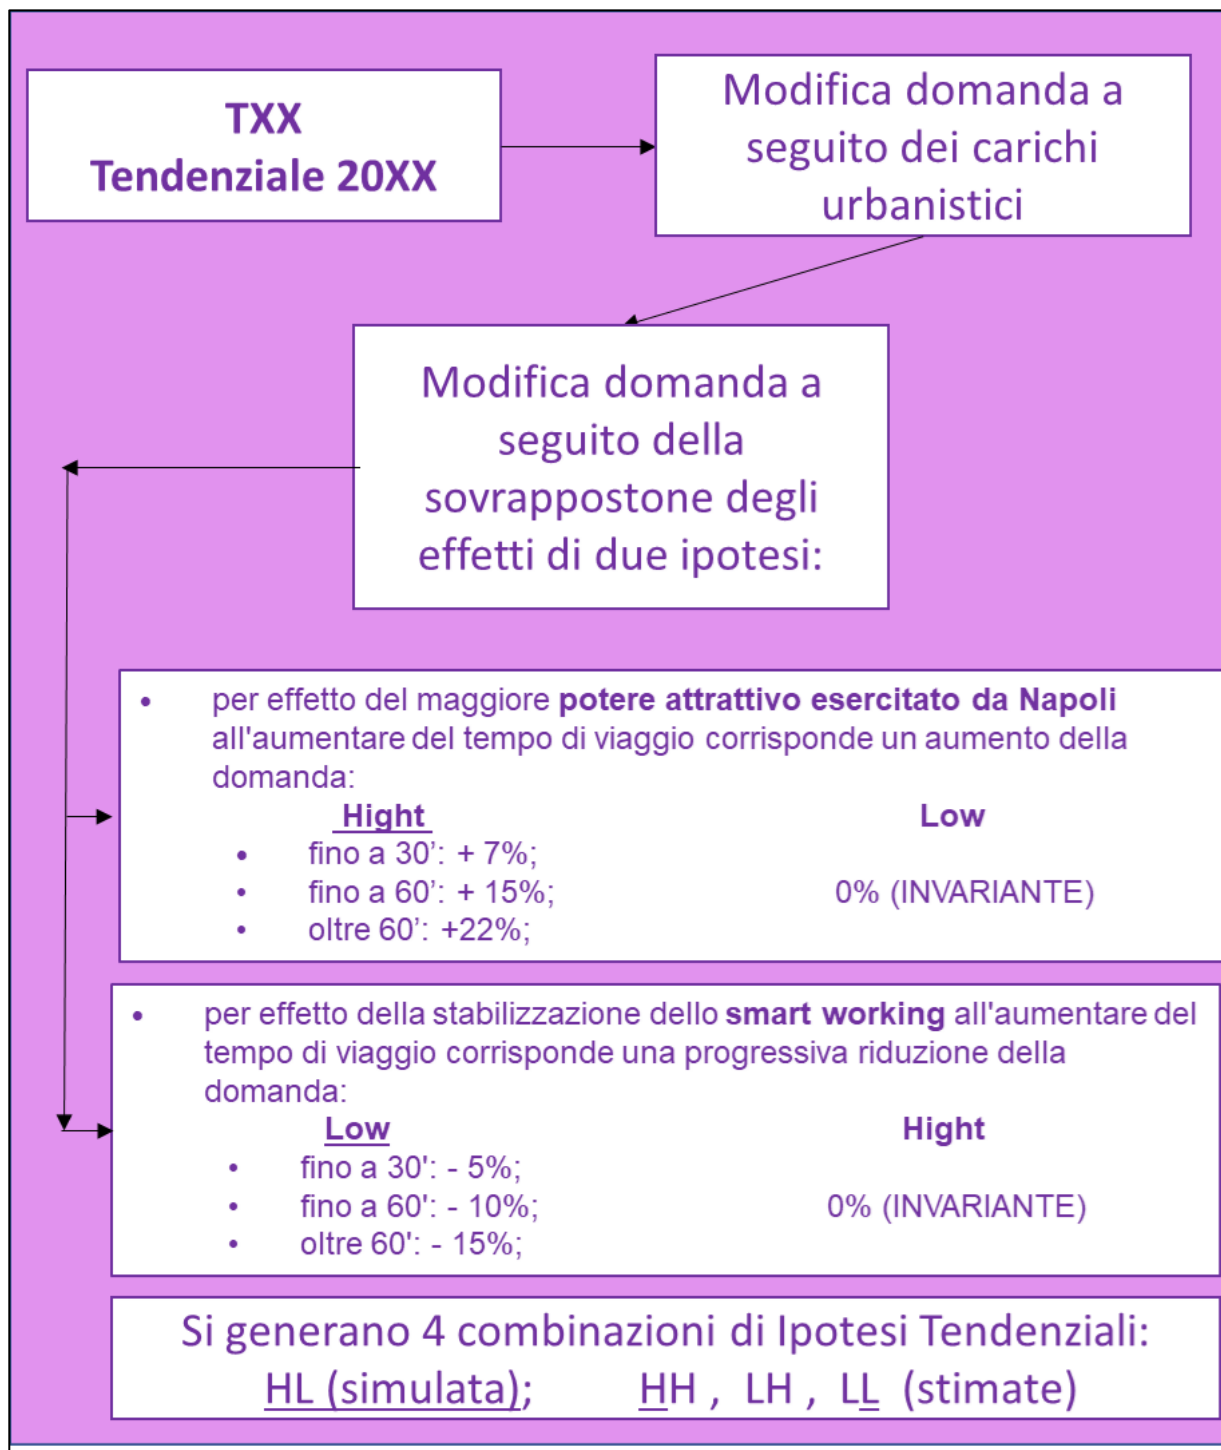 TXX
Tendenziale 20XX
Modifica domanda a
seguito dei carichi
urbanistici
Modifica domanda a
seguito della
sovrappostone degli
effetti di due ipotesi:
• per effetto del maggiore potere attrattivo esercitato da Napoli
all'aumentare del tempo di viaggio corrisponde un aumento della
domanda:
Hight Low
• fino a 30’: + 7%;
• fino a 60’: + 15%; 0% (INVARIANTE)
• oltre 60’: +22%;
• per effetto della stabilizzazione dello smart working all'aumentare del
tempo di viaggio corrisponde una progressiva riduzione della
domanda:
Low Hight
• fino a 30': - 5%;
• fino a 60': - 10%; 0% (INVARIANTE)
• oltre 60': - 15%;
Si generano 4 combinazioni di Ipotesi Tendenziali:
HL (simulata); HH , LH , LL (stimate)